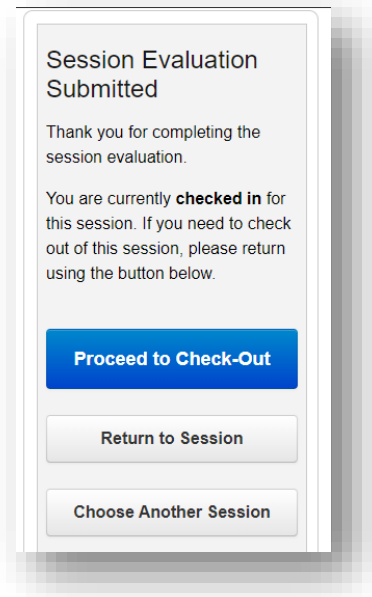 Session Evaluation
Submitted
Thank you for completing the
session evaluation.
You are currently checked in for
this session. If you need to check
out of this session, please return
using the button below.
Proceed to Check-Out
Return to Session
Choose Another Session